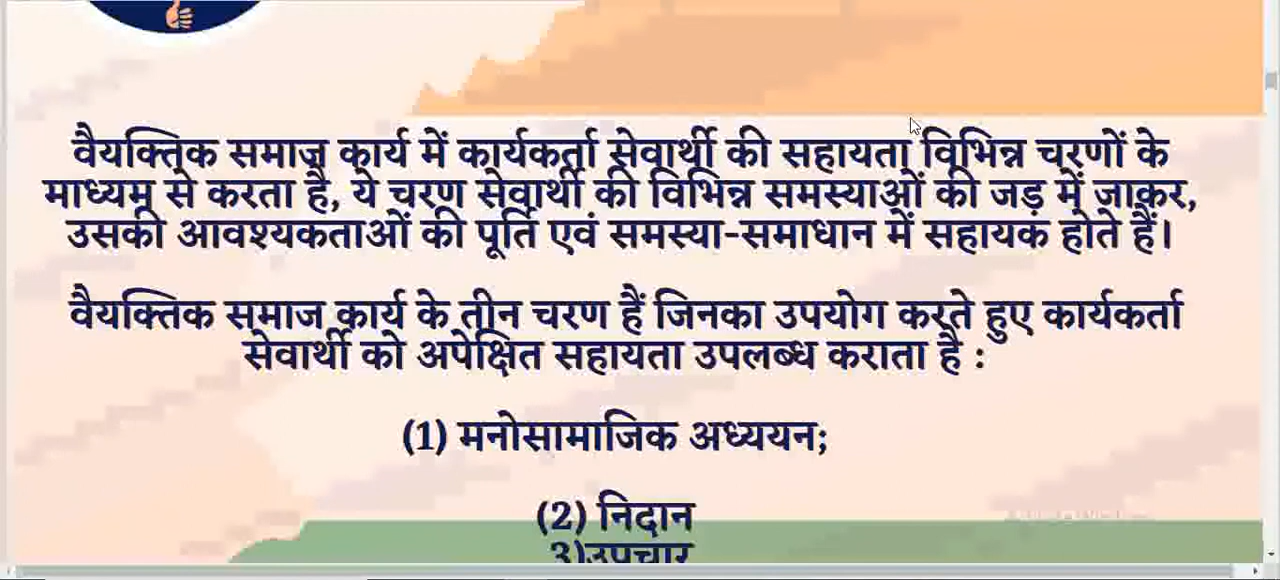 वैयक्तिक समाज कार्य में कार्यकर्ता सेवार्थी की सहायता विभिन्न चरणों के
माध्यम से करता है, ये चरण सेवार्थी की विभिन्न समस्याओं की जड़ में जाकर,
उसकी आवश्यकताओं की पूर्ति एवं समस्या-समाधान में सहायक होते हैं।
वैयक्तिक समाज कार्य के तीन चरण हैं जिनका उपयोग करते हुए कार्यकर्ता
सेवार्थी को अपेक्षित सहायता उपलब्ध कराता है :
(1) मनोसामाजिक अध्ययन;
(2) निदान
3)उपचार